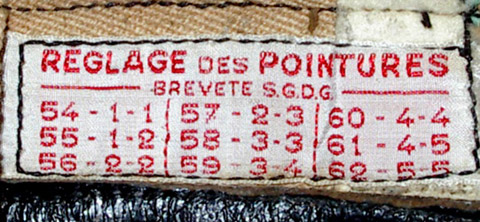 REGLAGE DES POINTURES
BREVETE S.G.D.G.
54-1-1 57-2-3 60-4-4
55-1-2 58-3-3 61-4-5
56-2-2 59-3-4 62-5-5